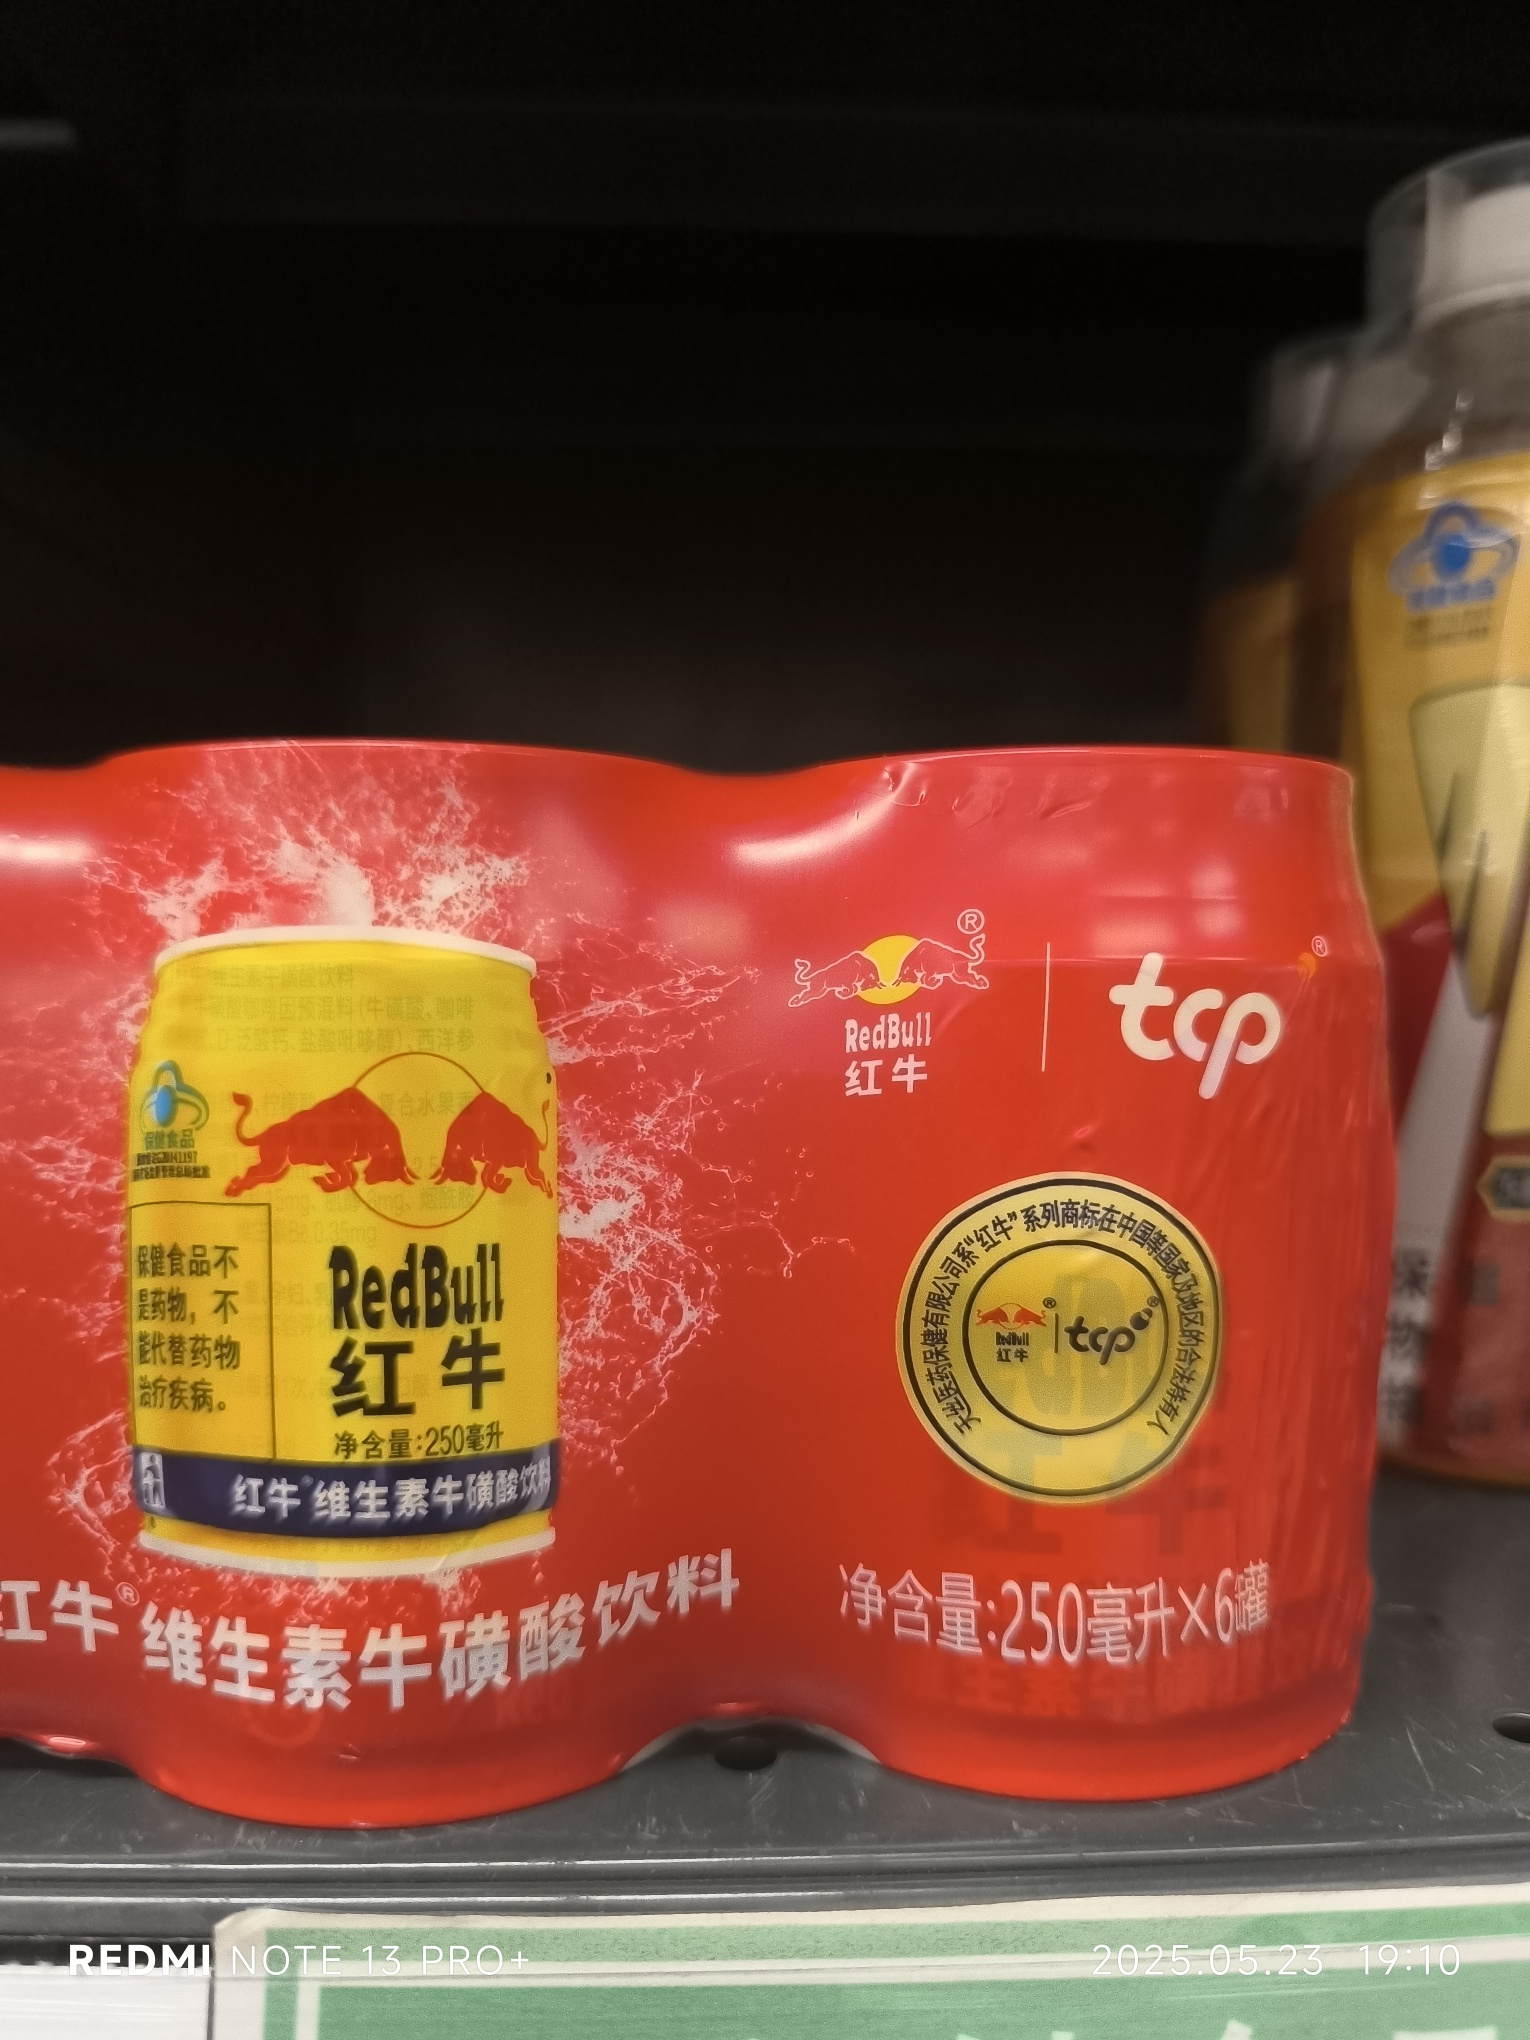 保健食品
保健食品不
是药物，不
能代替药物
治疗疾病。
RedBull
红牛
净含量:250毫升
红牛®维生素牛磺酸饮料
红牛®维生素牛磺酸饮料
®
RedBull
红牛
tcp®
天丝医药保健有限公司系“红牛”系列商标在中国等国家及地区的合法持有人
®
RedBull
红牛
tcp®
净含量:250毫升×6罐
REDMI NOTE 13 PRO+
2025.05.23 19:10